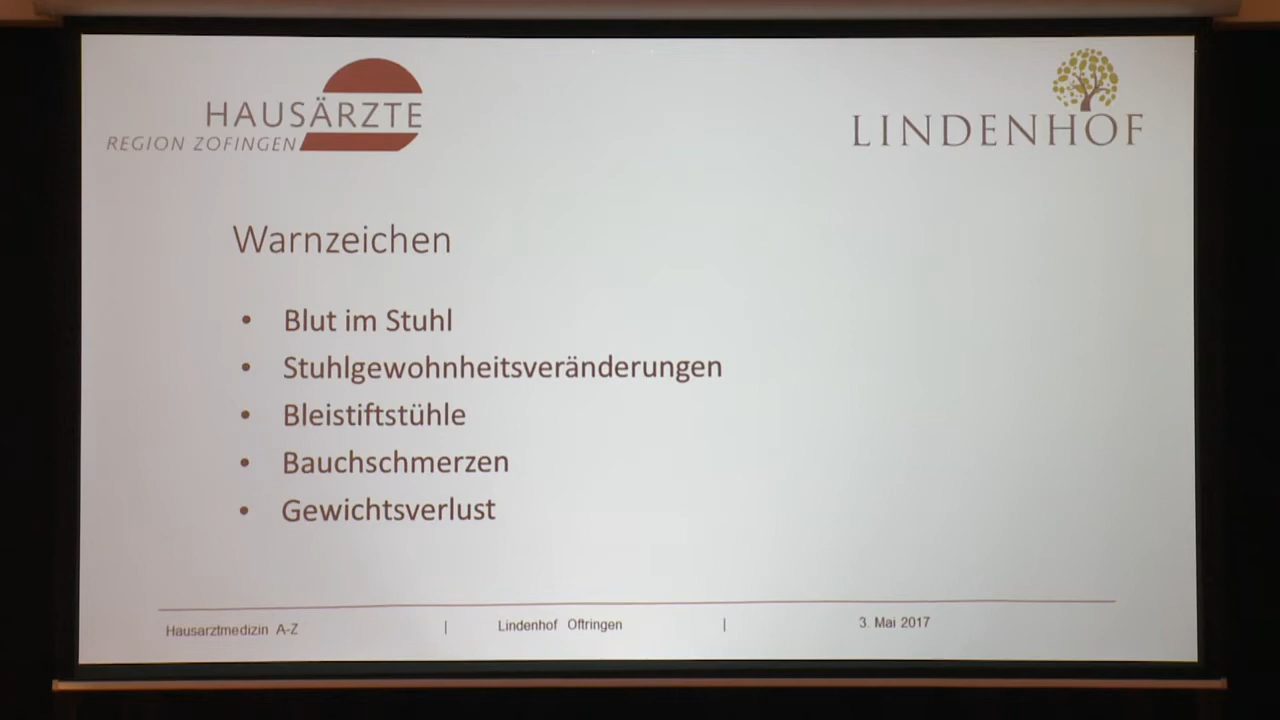 HAUSÄRZTE
REGION ZOFINGEN
LINDENHOF
Warnzeichen
• Blut im Stuhl
• Stuhlgewohnheitsveränderungen
• Bleistiftstühle
• Bauchschmerzen
• Gewichtsverlust
Hausarztmedizin A-Z | Lindenhof Oftringen | 3. Mai 2017